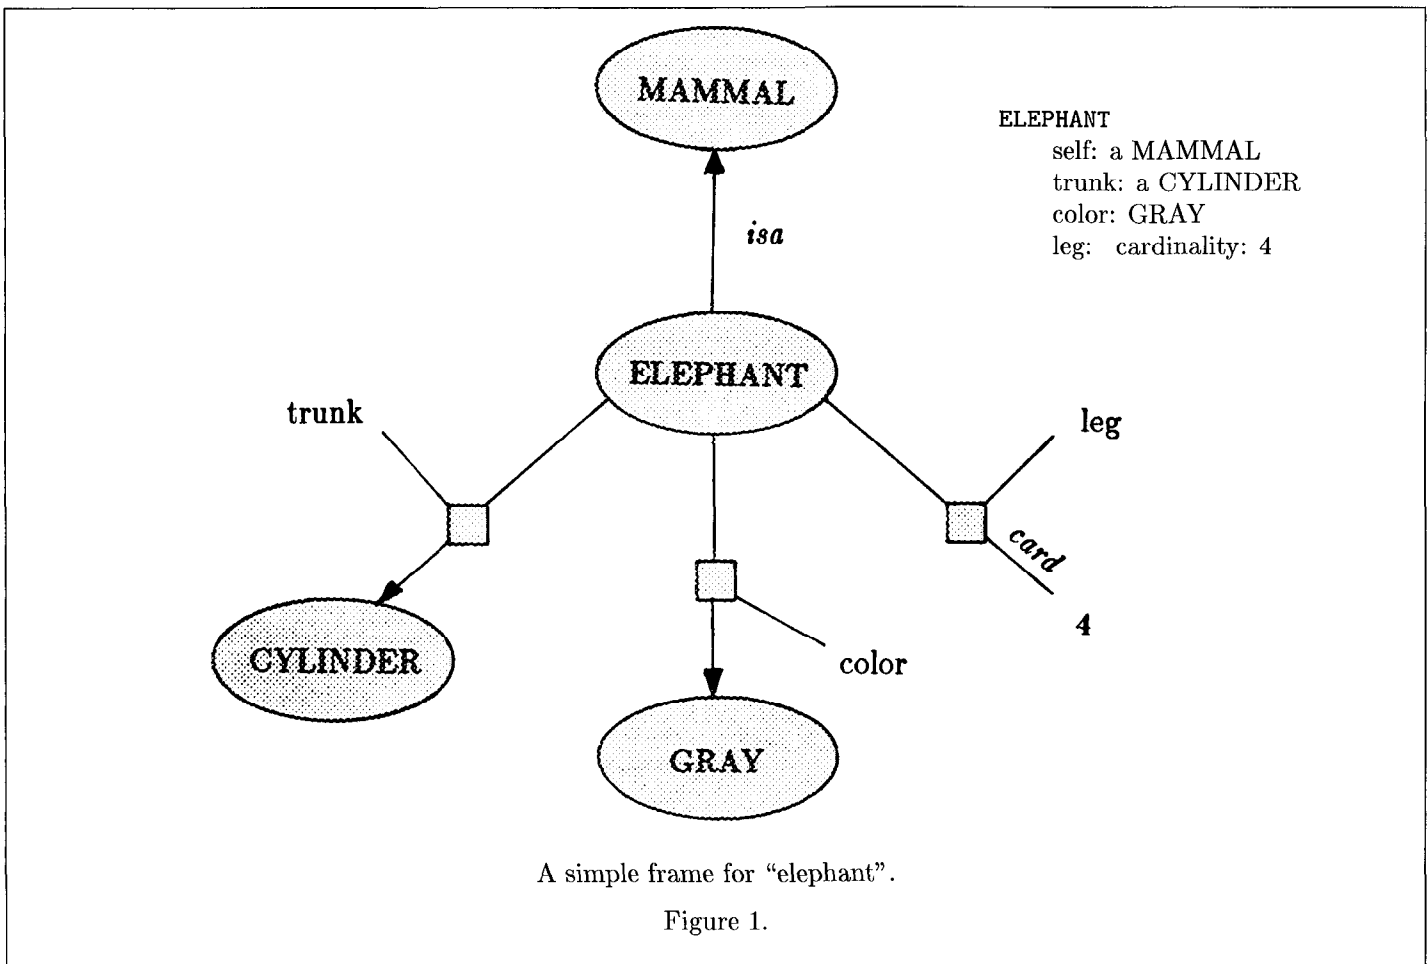 MAMMAL
ELEPHANT
self: a MAMMAL
trunk: a CYLINDER
color: GRAY
leg: cardinality: 4
isa
ELEPHANT
trunk
leg
card
4
CYLINDER
color
GRAY
A simple frame for “elephant”.
Figure 1.